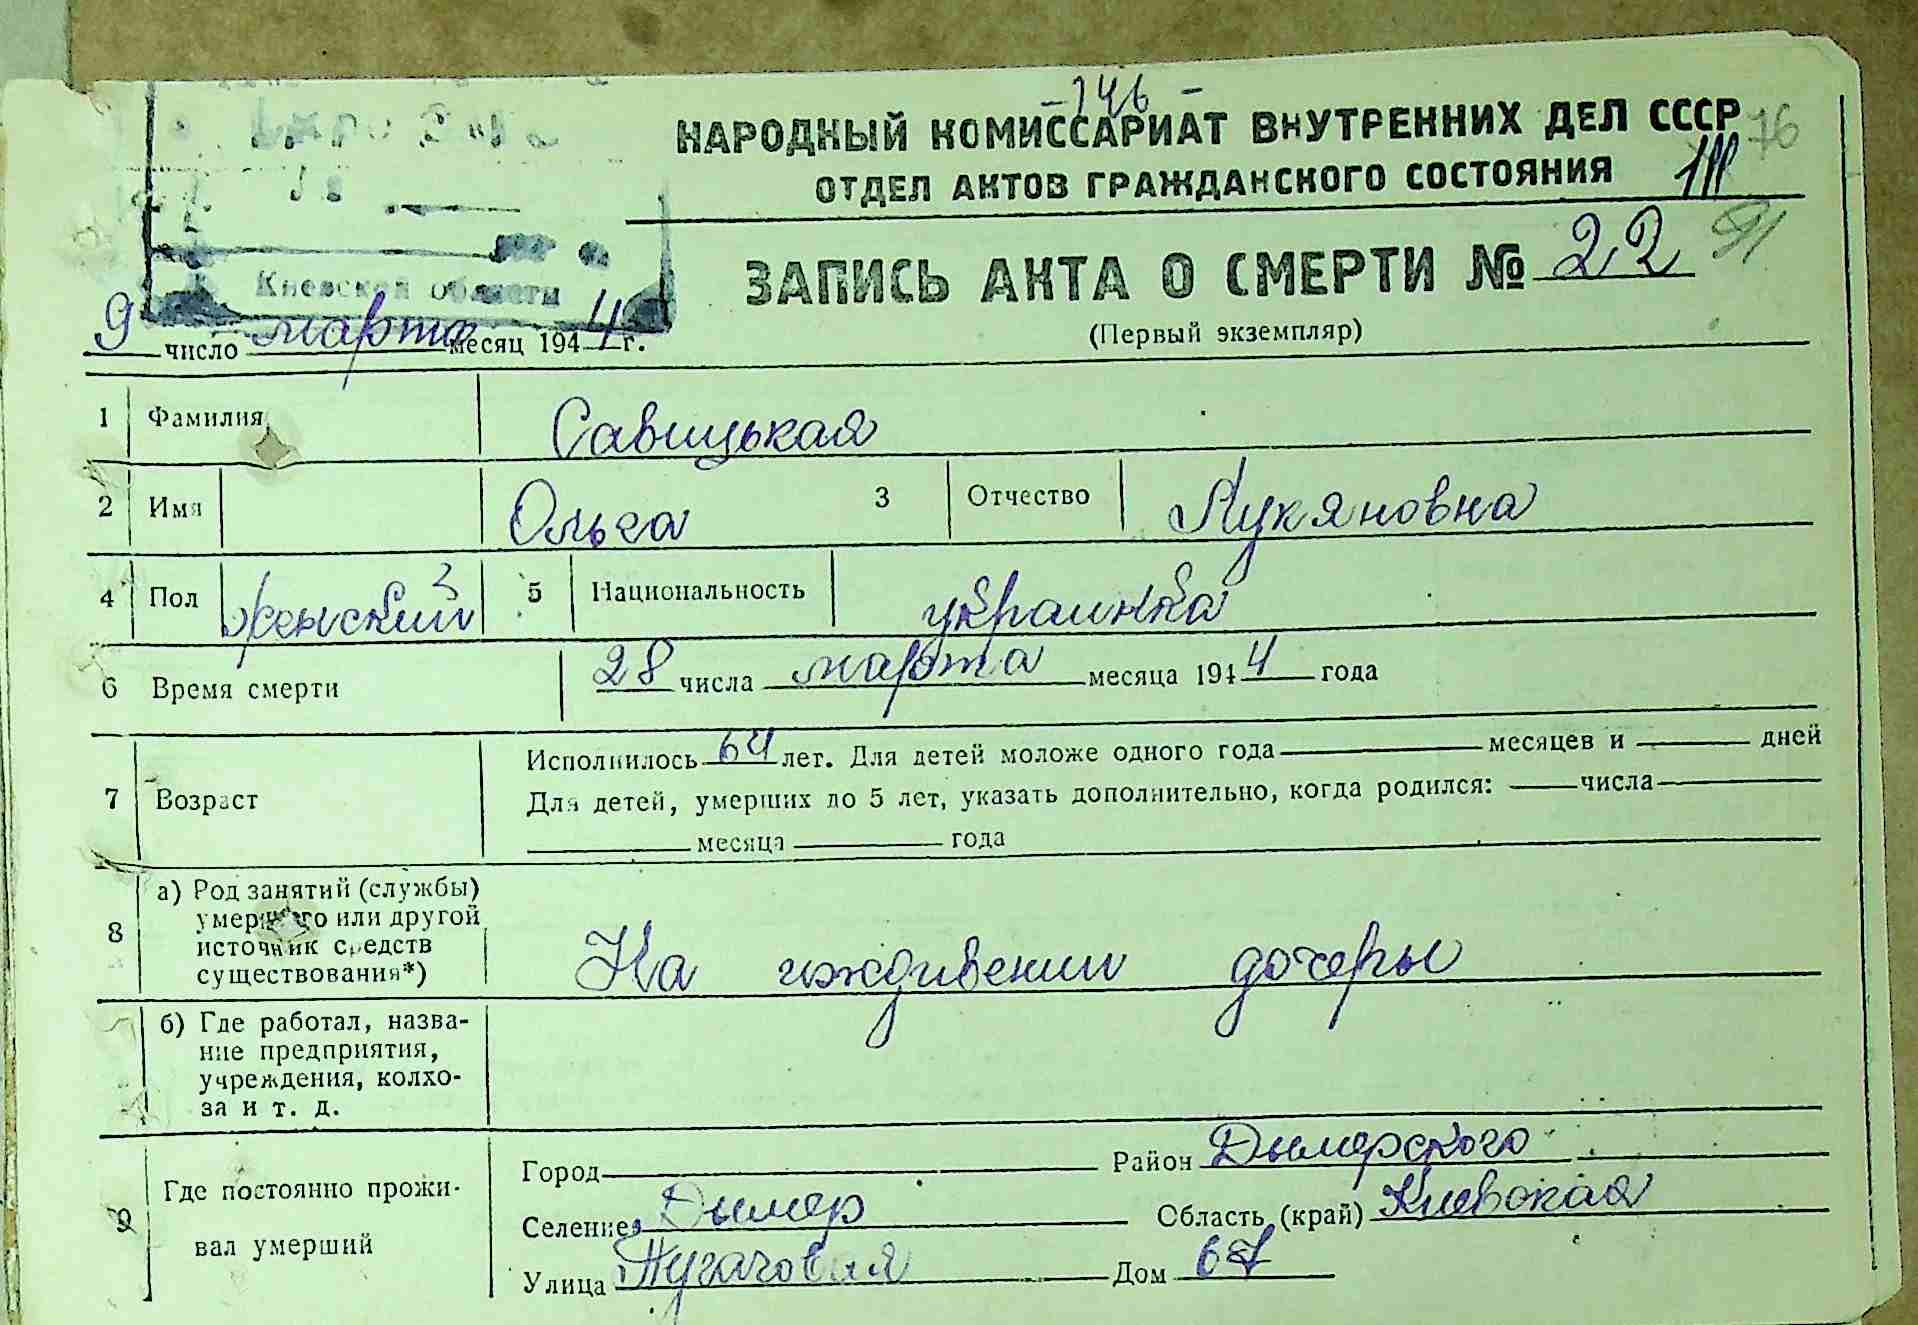 - 146 -
НАРОДНЫЙ КОМИССАРИАТ ВНУТРЕННИХ ДЕЛ СССР 76
ОТДЕЛ АКТОВ ГРАЖДАНСКОГО СОСТОЯНИЯ
ЗАПИСЬ АКТА О СМЕРТИ № 22 91
(Первый экземпляр)
Киевской области
9 число марта месяц 1944 г.
1 Фамилия Савицькая
2 Имя Ольга 3 Отчество Лукяновна
4 Пол женский 5 Национальность украинка
6 Время смерти 28 числа марта месяца 1944 года
7 Возраст Исполнилось 64 лет. Для детей моложе одного года месяцев и дней
Для детей, умерших до 5 лет, указать дополнительно, когда родился: числа
месяца года
8 а) Род занятий (службы)
умершего или другой
источник средств
существования*)
На иждивении дочеры
б) Где работал, назва-
ние предприятия,
учреждения, колхо-
за и т. д.
9 Где постоянно прожи-
вал умерший
Город Район Дымерского
Селение Дымер Область (край) Киевская
Улица Пугачовая Дом